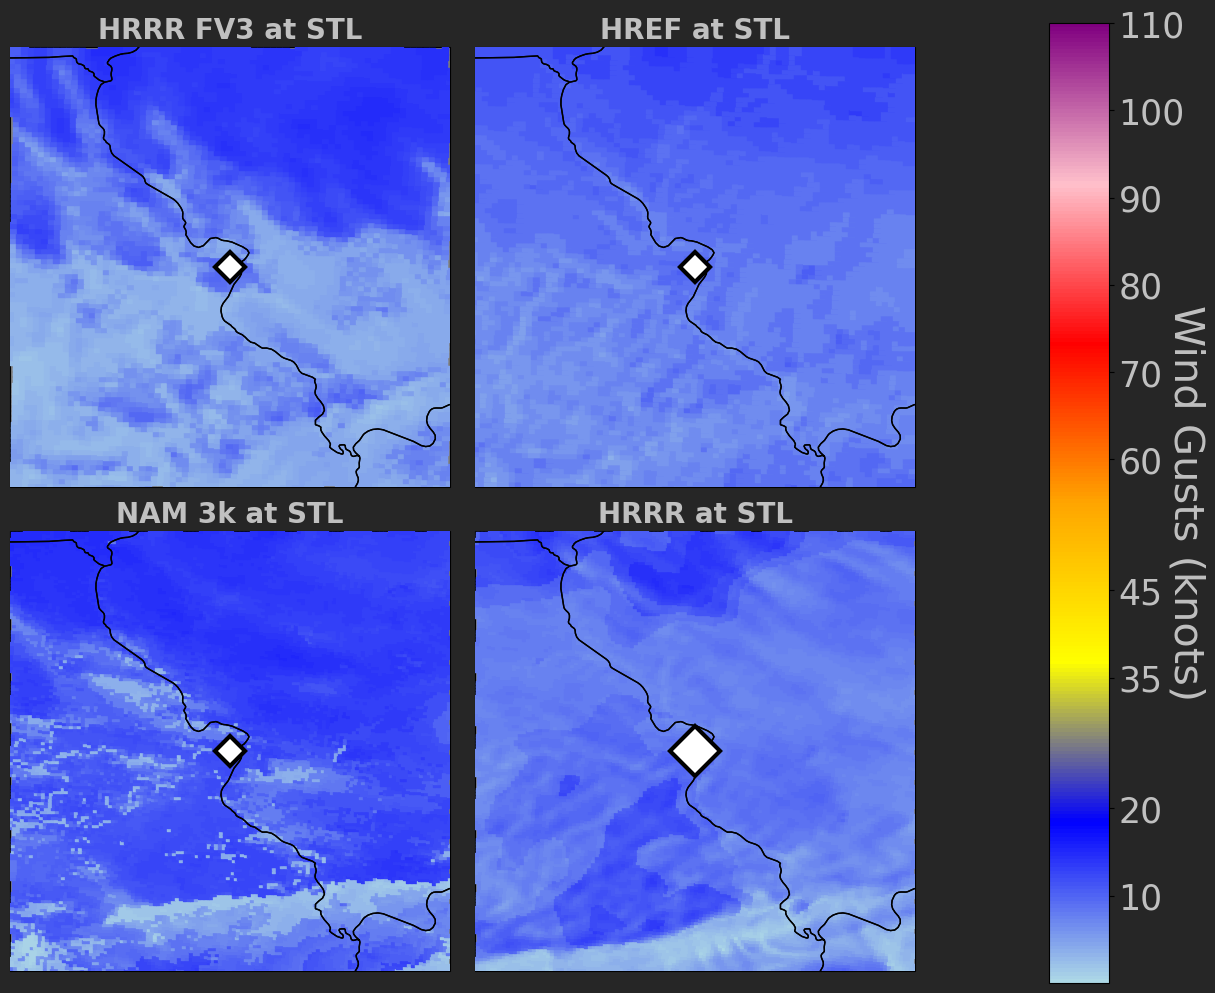 HRRR FV3 at STL
HREF at STL
NAM 3k at STL
HRRR at STL
110
100
90
80
70
60
45
35
20
10
Wind Gusts (knots)